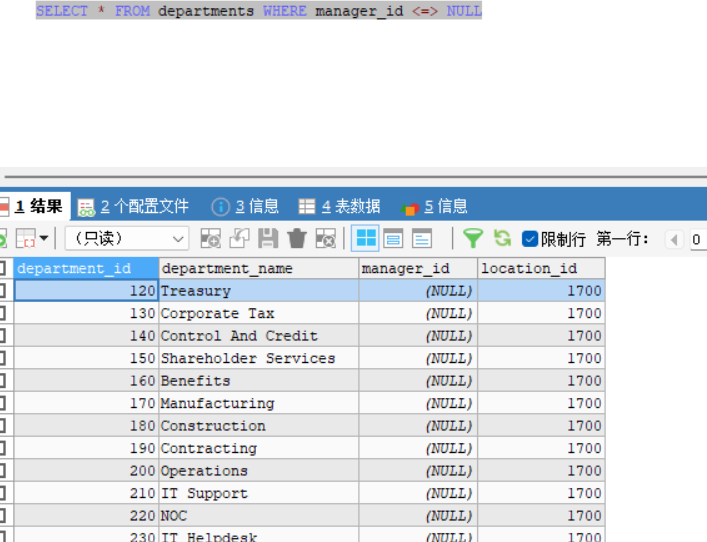 SELECT * FROM departments WHERE manager_id <=> NULL
1 结果 2 个配置文件 3 信息 4 表数据 5 信息
（只读） 限制行 第一行： 0
department_id department_name manager_id location_id
120 Treasury (NULL) 1700
130 Corporate Tax (NULL) 1700
140 Control And Credit (NULL) 1700
150 Shareholder Services (NULL) 1700
160 Benefits (NULL) 1700
170 Manufacturing (NULL) 1700
180 Construction (NULL) 1700
190 Contracting (NULL) 1700
200 Operations (NULL) 1700
210 IT Support (NULL) 1700
220 NOC (NULL) 1700
230 IT Helpdesk (NULL) 1700